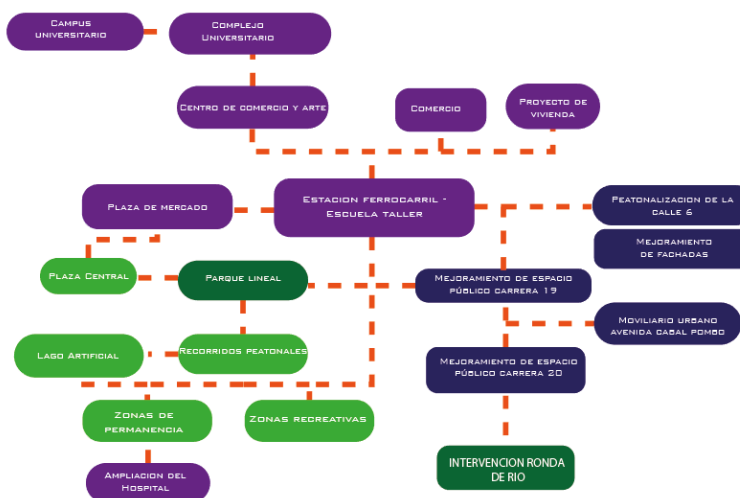 CAMPUS
UNIVERSITARIO
COMPLEJO
UNIVERSITARIO
CENTRO DE COMERCIO Y ARTE
COMERCIO
PROYECTO DE
VIVIENDA
ESTACION FERROCARRIL -
ESCUELA TALLER
PLAZA DE MERCADO
PEATONALIZACION DE LA
CALLE 6
MEJORAMIENTO
DE FACHADAS
PLAZA CENTRAL
PARQUE LINEAL
MEJORAMIENTO DE ESPACIO
PÚBLICO CARRERA 19
MOVILIARIO URBANO
AVENIDA CABAL POMBO
LAGO ARTIFICIAL
RECORRIDOS PEATONALES
MEJORAMIENTO DE ESPACIO
PÚBLICO CARRERA 20
ZONAS DE
PERMANENCIA
ZONAS RECREATIVAS
INTERVENCION RONDA
DE RIO
AMPLIACION DEL
HOSPITAL